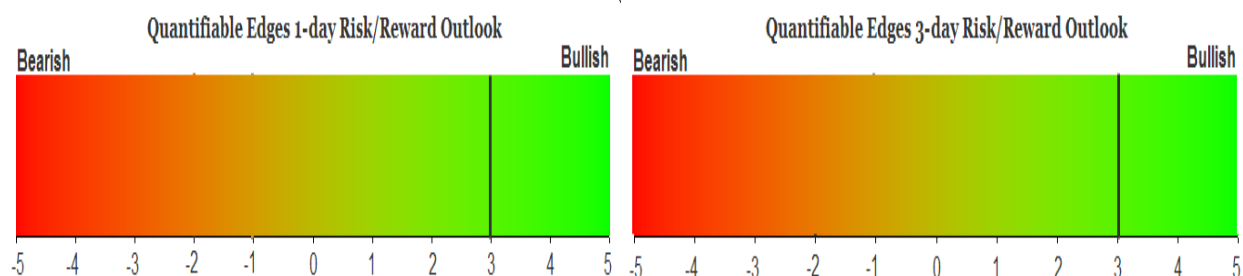 Quantifiable Edges 1-day Risk/Reward Outlook
Bearish Bullish
-5 -4 -3 -2 -1 0 1 2 3 4 5
Quantifiable Edges 3-day Risk/Reward Outlook
Bearish Bullish
-5 -4 -3 -2 -1 0 1 2 3 4 5